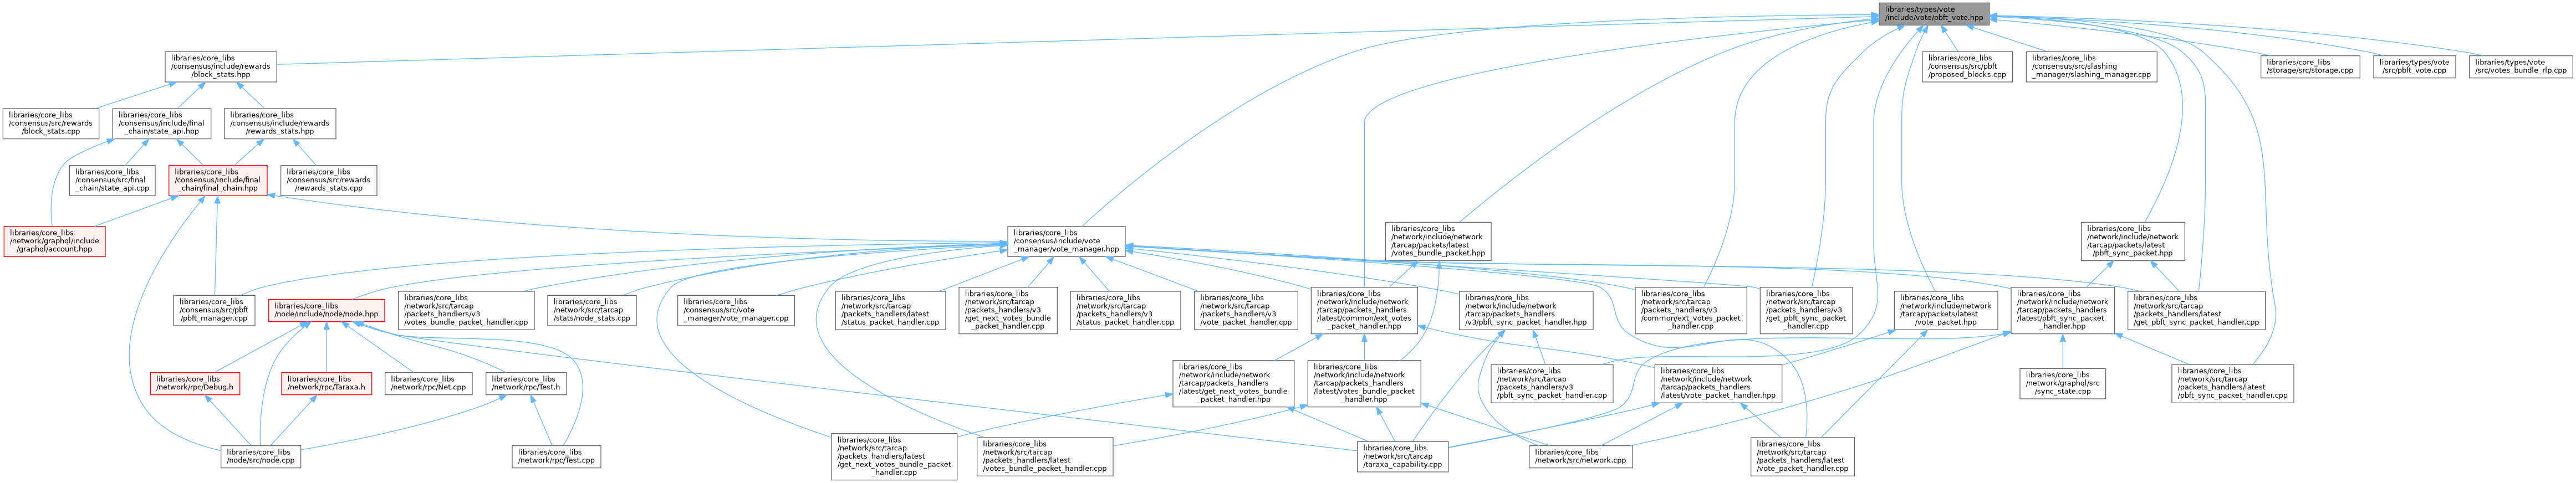 libraries/types/vote
/include/vote/pbft_vote.hpp
libraries/core_libs
/consensus/include/rewards
/block_stats.hpp
libraries/core_libs
/consensus/src/pbft
/proposed_blocks.cpp
libraries/core_libs
/consensus/src/slashing
_manager/slashing_manager.cpp
libraries/core_libs
/storage/src/storage.cpp
libraries/types/vote
/src/pbft_vote.cpp
libraries/types/vote
/src/votes_bundle_rlp.cpp
libraries/core_libs
/consensus/src/rewards
/block_stats.cpp
libraries/core_libs
/consensus/include/final
_chain/state_api.hpp
libraries/core_libs
/consensus/include/rewards
/rewards_stats.hpp
libraries/core_libs
/consensus/src/final
_chain/state_api.cpp
libraries/core_libs
/consensus/include/final
_chain/final_chain.hpp
libraries/core_libs
/consensus/src/rewards
/rewards_stats.cpp
libraries/core_libs
/network/graphql/include
/graphql/account.hpp
libraries/core_libs
/consensus/include/vote
_manager/vote_manager.hpp
libraries/core_libs
/network/include/network
/tarcap/packets/latest
/votes_bundle_packet.hpp
libraries/core_libs
/network/include/network
/tarcap/packets/latest
/pbft_sync_packet.hpp
libraries/core_libs
/consensus/src/pbft
/pbft_manager.cpp
libraries/core_libs
/node/include/node/node.hpp
libraries/core_libs
/network/src/tarcap
/packets_handlers/v3
/votes_bundle_packet_handler.cpp
libraries/core_libs
/network/src/tarcap
/stats/node_stats.cpp
libraries/core_libs
/consensus/src/vote
_manager/vote_manager.cpp
libraries/core_libs
/network/src/tarcap
/packets_handlers/latest
/status_packet_handler.cpp
libraries/core_libs
/network/src/tarcap
/packets_handlers/v3
/get_next_votes_bundle
_packet_handler.cpp
libraries/core_libs
/network/src/tarcap
/packets_handlers/v3
/status_packet_handler.cpp
libraries/core_libs
/network/src/tarcap
/packets_handlers/v3
/vote_packet_handler.cpp
libraries/core_libs
/network/include/network
/tarcap/packets_handlers
/latest/common/ext_votes
_packet_handler.hpp
libraries/core_libs
/network/include/network
/tarcap/packets_handlers
/v3/pbft_sync_packet_handler.hpp
libraries/core_libs
/network/src/tarcap
/packets_handlers/v3
/common/ext_votes_packet
_handler.cpp
libraries/core_libs
/network/src/tarcap
/packets_handlers/v3
/get_pbft_sync_packet
_handler.cpp
libraries/core_libs
/network/include/network
/tarcap/packets/latest
/vote_packet.hpp
libraries/core_libs
/network/include/network
/tarcap/packets_handlers
/latest/pbft_sync_packet
_handler.hpp
libraries/core_libs
/network/src/tarcap
/packets_handlers/latest
/get_pbft_sync_packet_handler.cpp
libraries/core_libs
/network/rpc/Debug.h
libraries/core_libs
/network/rpc/Taraxa.h
libraries/core_libs
/network/rpc/Net.cpp
libraries/core_libs
/network/rpc/Test.h
libraries/core_libs
/network/include/network
/tarcap/packets_handlers
/latest/get_next_votes_bundle
_packet_handler.hpp
libraries/core_libs
/network/include/network
/tarcap/packets_handlers
/latest/votes_bundle_packet
_handler.hpp
libraries/core_libs
/network/src/tarcap
/packets_handlers/v3
/pbft_sync_packet_handler.cpp
libraries/core_libs
/network/include/network
/tarcap/packets_handlers
/latest/vote_packet_handler.hpp
libraries/core_libs
/network/graphql/src
/sync_state.cpp
libraries/core_libs
/network/src/tarcap
/packets_handlers/latest
/pbft_sync_packet_handler.cpp
libraries/core_libs
/node/src/node.cpp
libraries/core_libs
/network/rpc/Test.cpp
libraries/core_libs
/network/src/tarcap
/packets_handlers/latest
/get_next_votes_bundle_packet
_handler.cpp
libraries/core_libs
/network/src/tarcap
/packets_handlers/latest
/votes_bundle_packet_handler.cpp
libraries/core_libs
/network/src/tarcap
/taraxa_capability.cpp
libraries/core_libs
/network/src/network.cpp
libraries/core_libs
/network/src/tarcap
/packets_handlers/latest
/vote_packet_handler.cpp